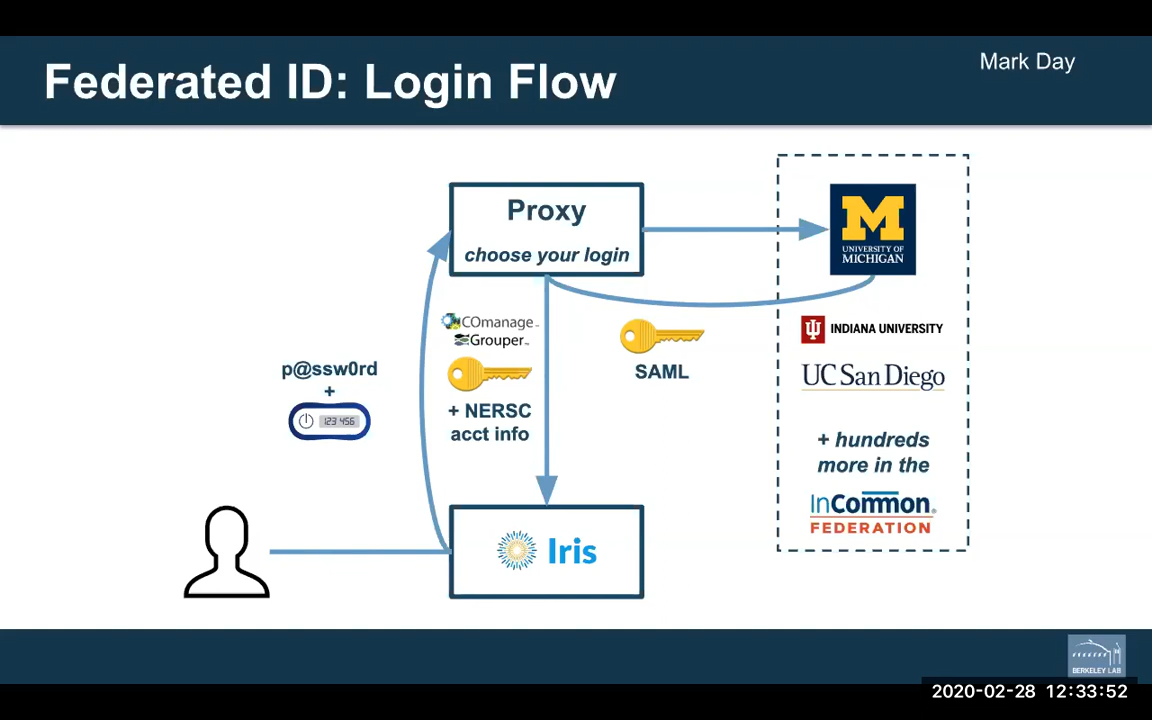 Mark Day
Federated ID: Login Flow
Proxy
choose your login
M
UNIVERSITY OF
MICHIGAN
COmanage™
Grouper™
+ NERSC
acct info
SAML
p@ssw0rd
+
123 456
INDIANA UNIVERSITY
UC San Diego
+ hundreds
more in the
InCommon®
FEDERATION
Iris
BERKELEY LAB
2020-02-28 12:33:52